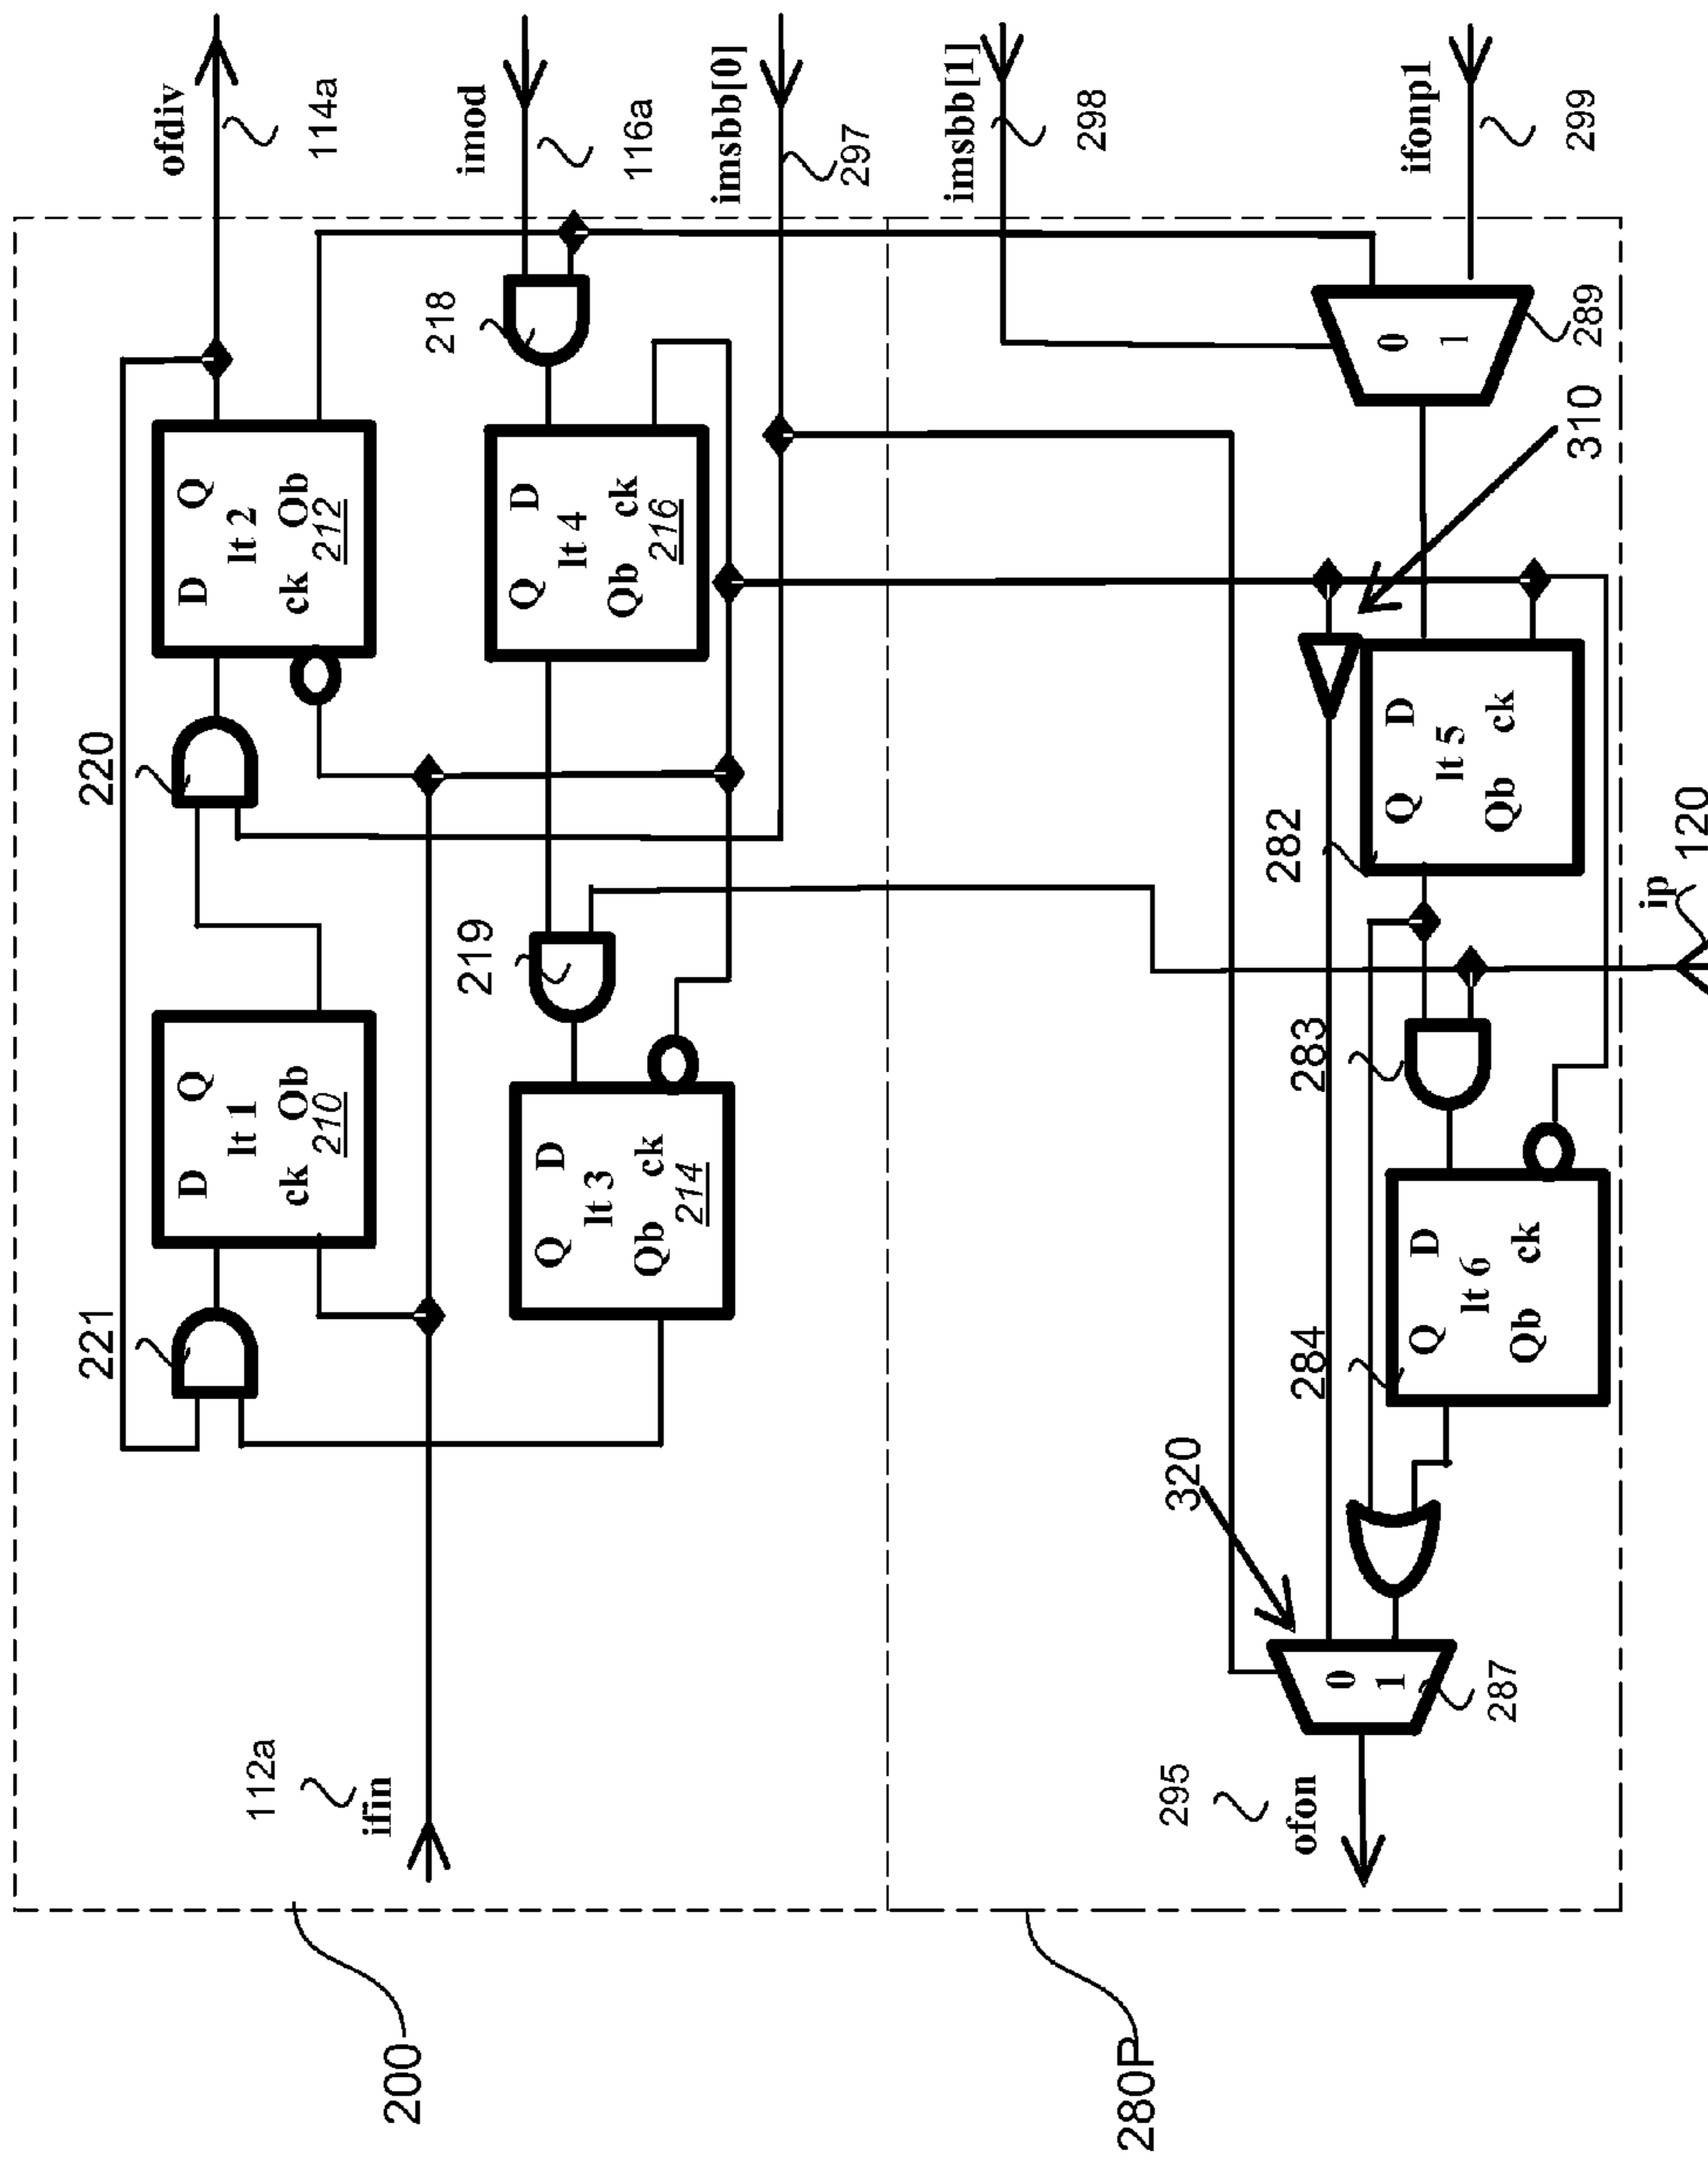 221
220
ofdiv
D Q
lt 1
ck Ob
210
D Q
lt 2
ck Ob
212
114a
112a
ifin
200
219
218
imod
116a
Q D
lt 3
Qb ck
214
Q D
lt 4
Qb ck
216
imsbb[0]
297
imsbb[1]
298
280P
295
ofon
320
284
283
282
0
1
287
Q D
lt 6
Qb ck
Q D
lt 5
Qb ck
0
1
289
310
ifonp1
299
ip
120